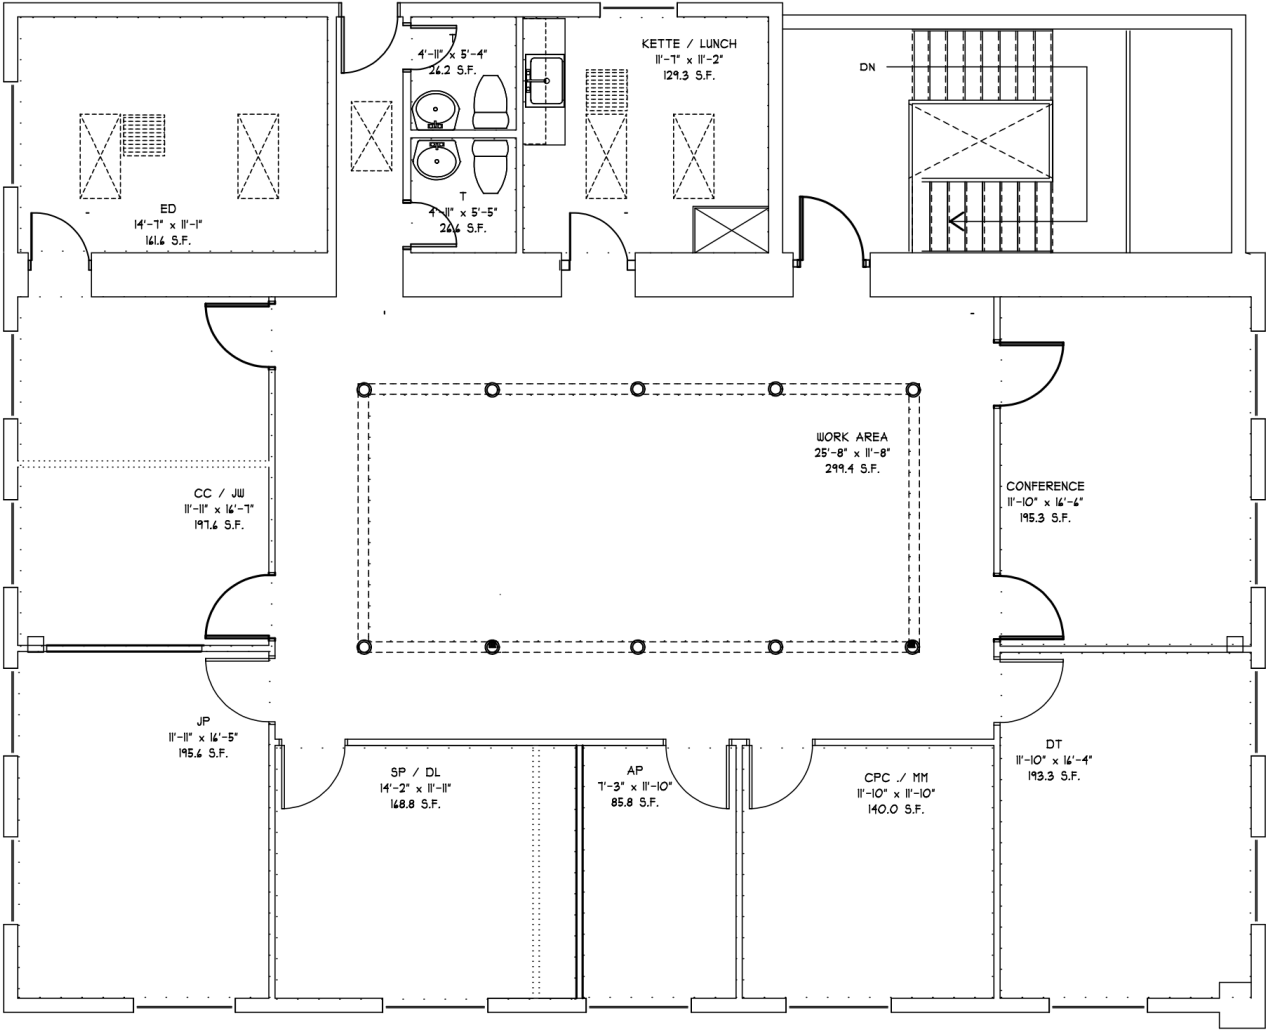 T
4'-11" x 5'-4"
26.2 S.F.
KETTE / LUNCH
11'-7" x 11'-2"
129.3 S.F.
DN
ED
14'-7" x 11'-1"
161.6 S.F.
T
4'-11" x 5'-5"
26.6 S.F.
WORK AREA
25'-8" x 11'-8"
299.4 S.F.
CC / JW
11'-11" x 16'-7"
197.6 S.F.
CONFERENCE
11'-10" x 16'-6"
195.3 S.F.
JP
11'-11" x 16'-5"
195.6 S.F.
SP / DL
14'-2" x 11'-11"
168.8 S.F.
AP
7'-3" x 11'-10"
85.8 S.F.
CPC ./ MM
11'-10" x 11'-10"
140.0 S.F.
DT
11'-10" x 16'-4"
193.3 S.F.